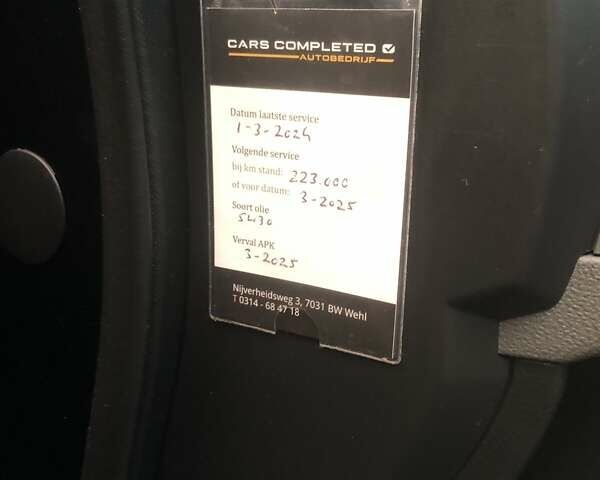 CARS COMPLETED
AUTOBEDRIJF
Datum laatste service
1-3-2024
Volgende service
bij km stand: 223.000
of voor datum: 3-2025
Soort olie
5w30
Verval APK
3-2025
Nijverheidsweg 3, 7031 BW Wehl
T 0314 - 68 47 18